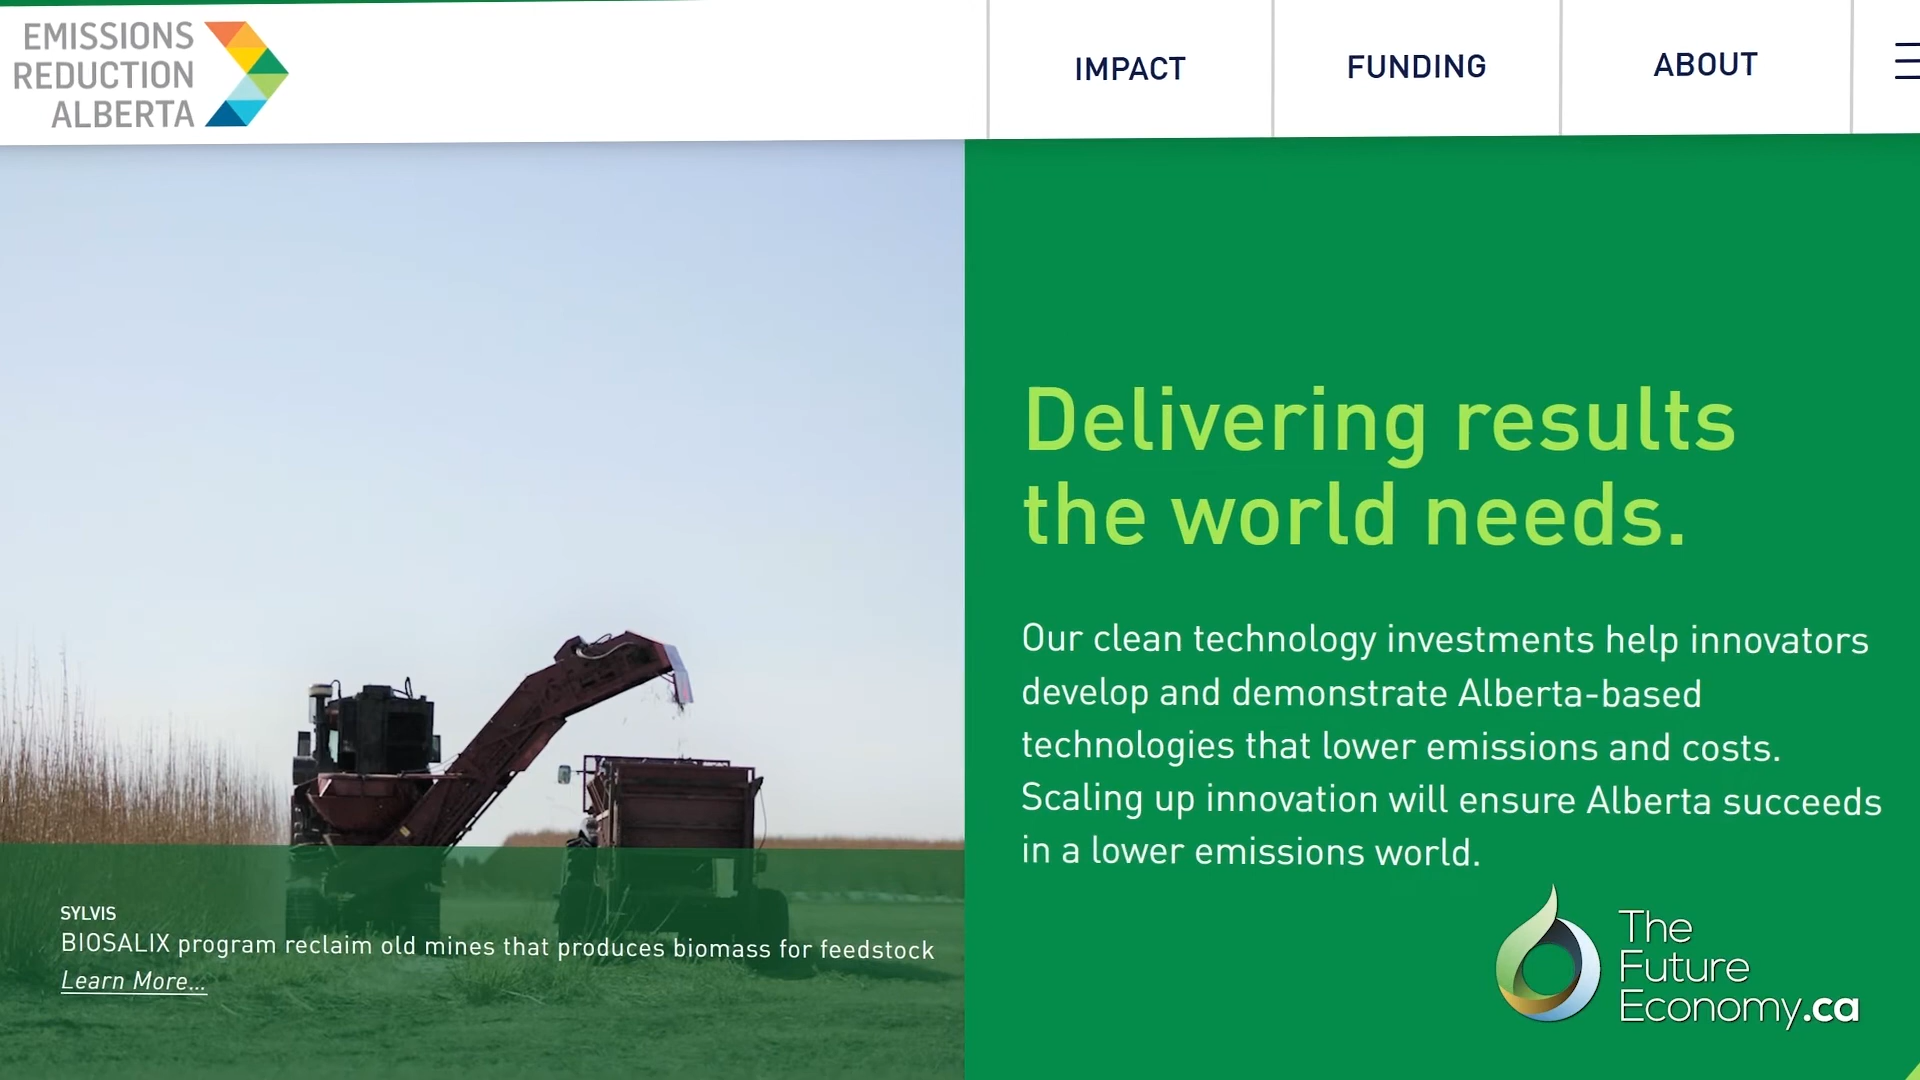 EMISSIONS
REDUCTION
ALBERTA
IMPACT
FUNDING
ABOUT
Delivering results
the world needs.
Our clean technology investments help innovators
develop and demonstrate Alberta-based
technologies that lower emissions and costs.
Scaling up innovation will ensure Alberta succeeds
in a lower emissions world.
SYLVIS
BIOSALIX program reclaim old mines that produces biomass for feedstock
Learn More...
The
Future
Economy.ca